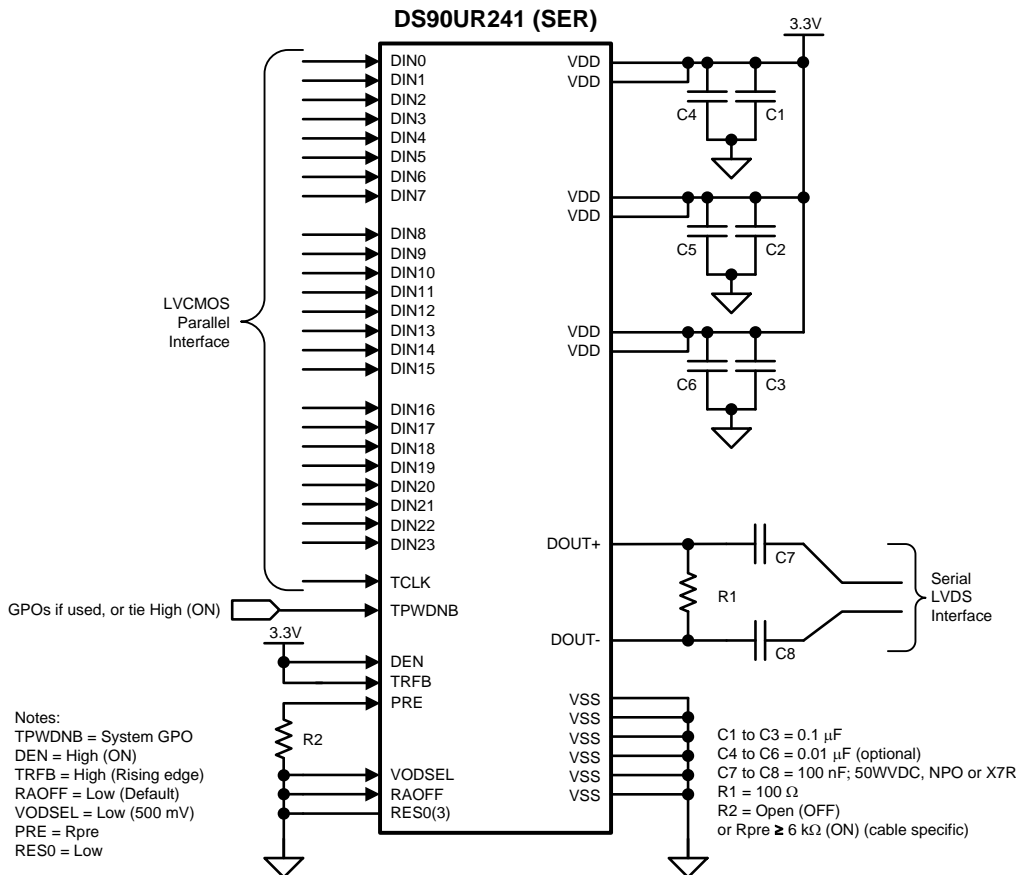 DS90UR241 (SER)
3.3V
DIN0
DIN1
DIN2
DIN3
DIN4
DIN5
DIN6
DIN7
DIN8
DIN9
DIN10
DIN11
DIN12
DIN13
DIN14
DIN15
DIN16
DIN17
DIN18
DIN19
DIN20
DIN21
DIN22
DIN23
TCLK
TPWDNB
DEN
TRFB
PRE
VODSEL
RAOFF
RES0(3)
LVCMOS
Parallel
Interface
GPOs if used, or tie High (ON)
3.3V
R2
VDD
VDD
C4
C1
VDD
VDD
C5
C2
VDD
VDD
C6
C3
DOUT+
DOUT-
C7
R1
C8
Serial
LVDS
Interface
VSS
VSS
VSS
VSS
VSS
VSS
Notes:
TPWDNB = System GPO
DEN = High (ON)
TRFB = High (Rising edge)
RAOFF = Low (Default)
VODSEL = Low (500 mV)
PRE = Rpre
RES0 = Low
C1 to C3 = 0.1 μF
C4 to C6 = 0.01 μF (optional)
C7 to C8 = 100 nF; 50WVDC, NPO or X7R
R1 = 100 Ω
R2 = Open (OFF)
or Rpre ≥ 6 kΩ (ON) (cable specific)